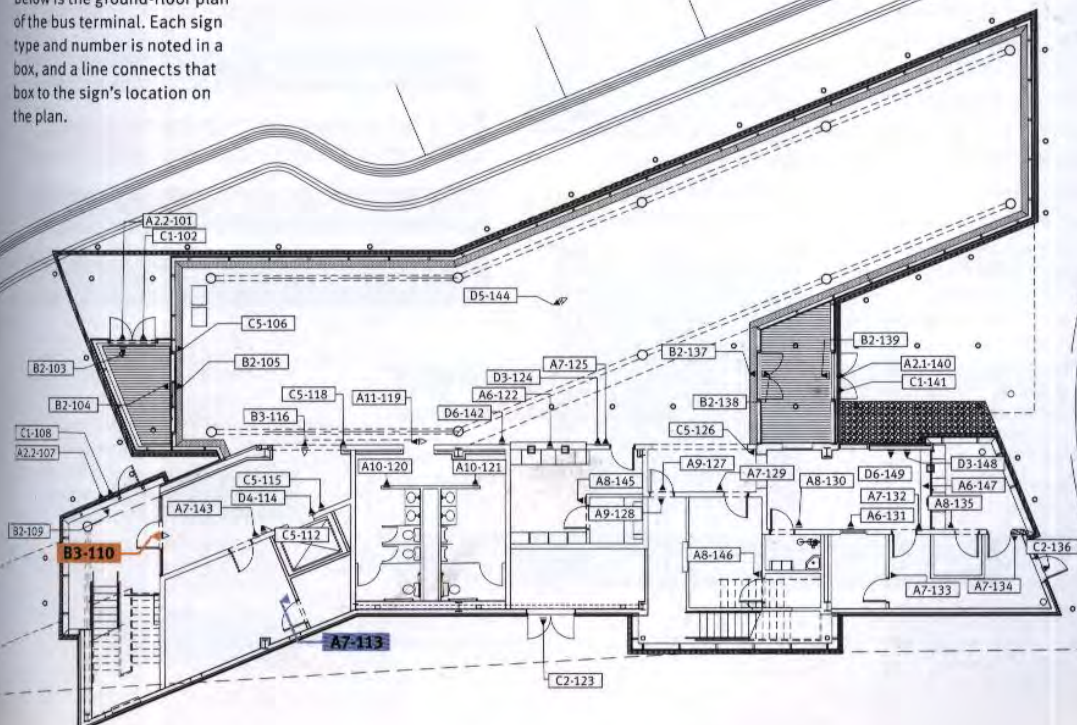 below is the ground-floor plan
of the bus terminal. Each sign
type and number is noted in a
box, and a line connects that
box to the sign's location on
the plan.
A2.2-101
C1-102
D5-144
C5-106
B2-103
B2-105
B2-104
B2-137
B2-139
A7-125
A2.1-140
D3-124
C5-118
A11-119
A6-122
C1-141
B3-116
D6-142
B2-138
C1-108
C5-126
A2.2-107
A10-120
A10-121
A9-127
A7-129
D6-149
D3-148
C5-115
A8-145
A8-130
A6-147
D4-114
A7-132
A8-135
A7-143
A9-128
A6-131
B2-109
C5-112
B3-110
A8-146
C2-136
A7-133
A7-134
A7-113
C2-123